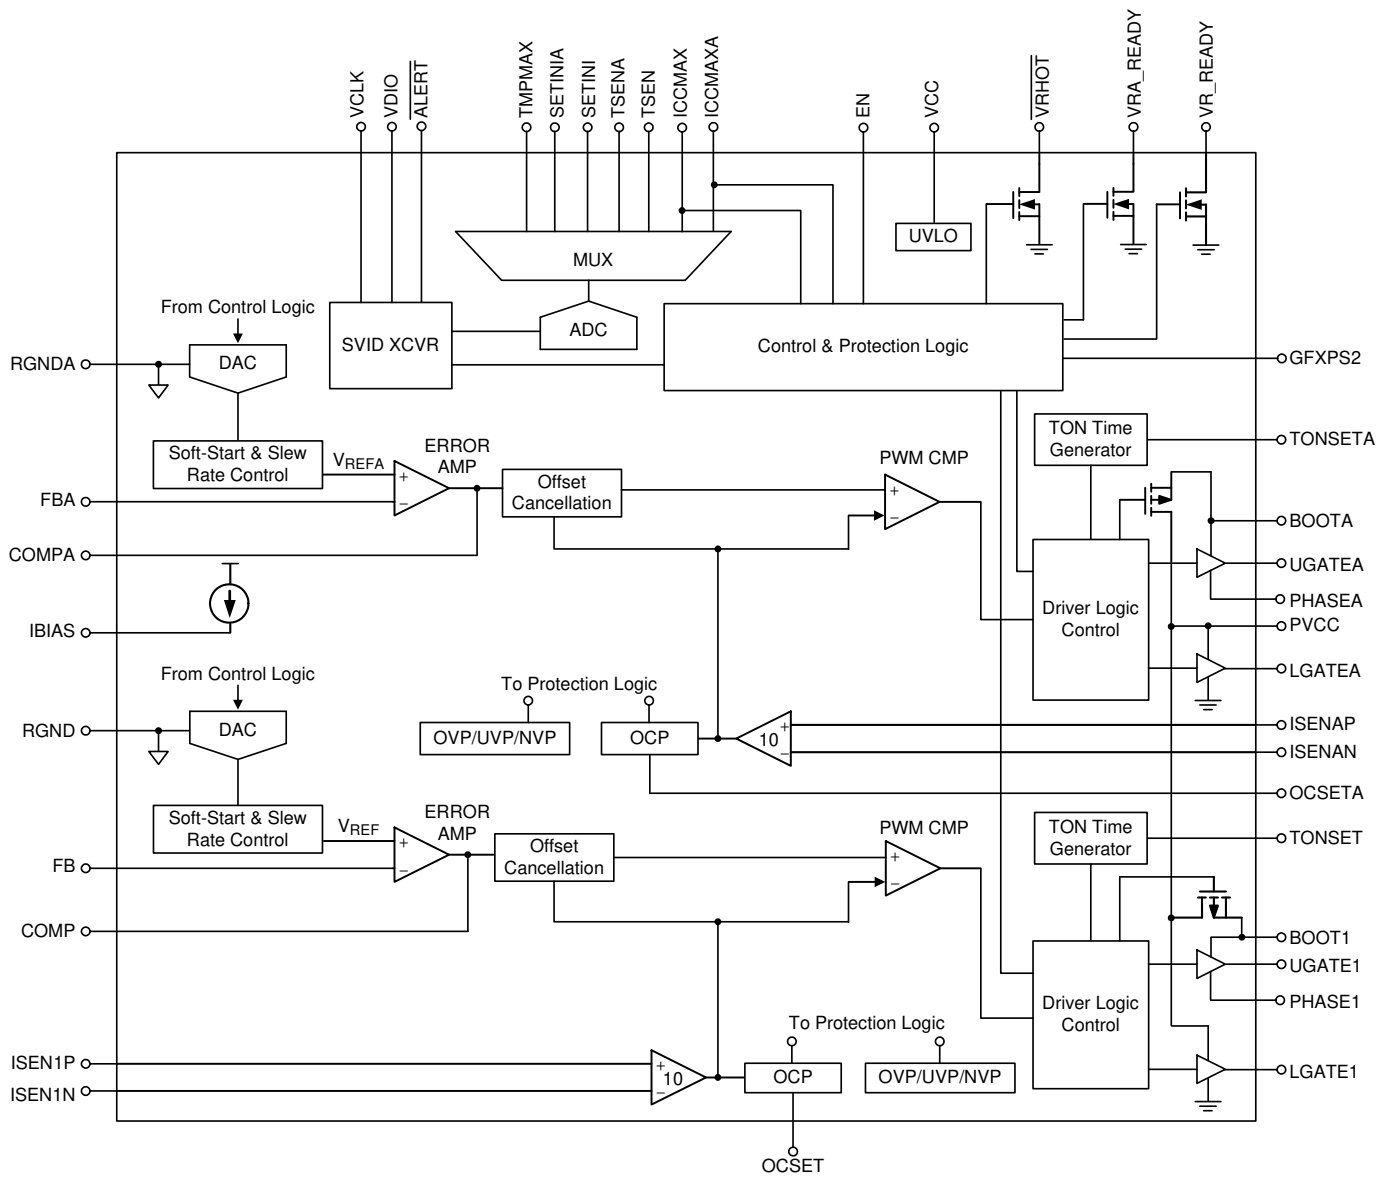 VCLK
VDIO
ALERT
TMPMAX
SETINIA
SETINI
TSENA
TSEN
ICCMAX
ICCMAXA
EN
VCC
VRHOT
VRA_READY
VR_READY
UVLO
MUX
From Control Logic
ADC
SVID XCVR
Control & Protection Logic
RGNDA
DAC
GFXPS2
TON Time
Generator
TONSETA
Soft-Start & Slew
Rate Control
VREFA
ERROR
AMP
+
−
Offset
Cancellation
PWM CMP
+
−
FBA
BOOTA
COMPA
UGATEA
IBIAS
Driver Logic
Control
PHASEA
PVCC
LGATEA
From Control Logic
To Protection Logic
RGND
DAC
OVP/UVP/NVP
OCP
10
+
−
ISENAP
ISENAN
OCSETA
Soft-Start & Slew
Rate Control
VREF
ERROR
AMP
+
−
Offset
Cancellation
PWM CMP
+
−
TON Time
Generator
TONSET
FB
COMP
BOOT1
UGATE1
Driver Logic
Control
PHASE1
To Protection Logic
ISEN1P
ISEN1N
+
−
10
OCP
OVP/UVP/NVP
LGATE1
OCSET